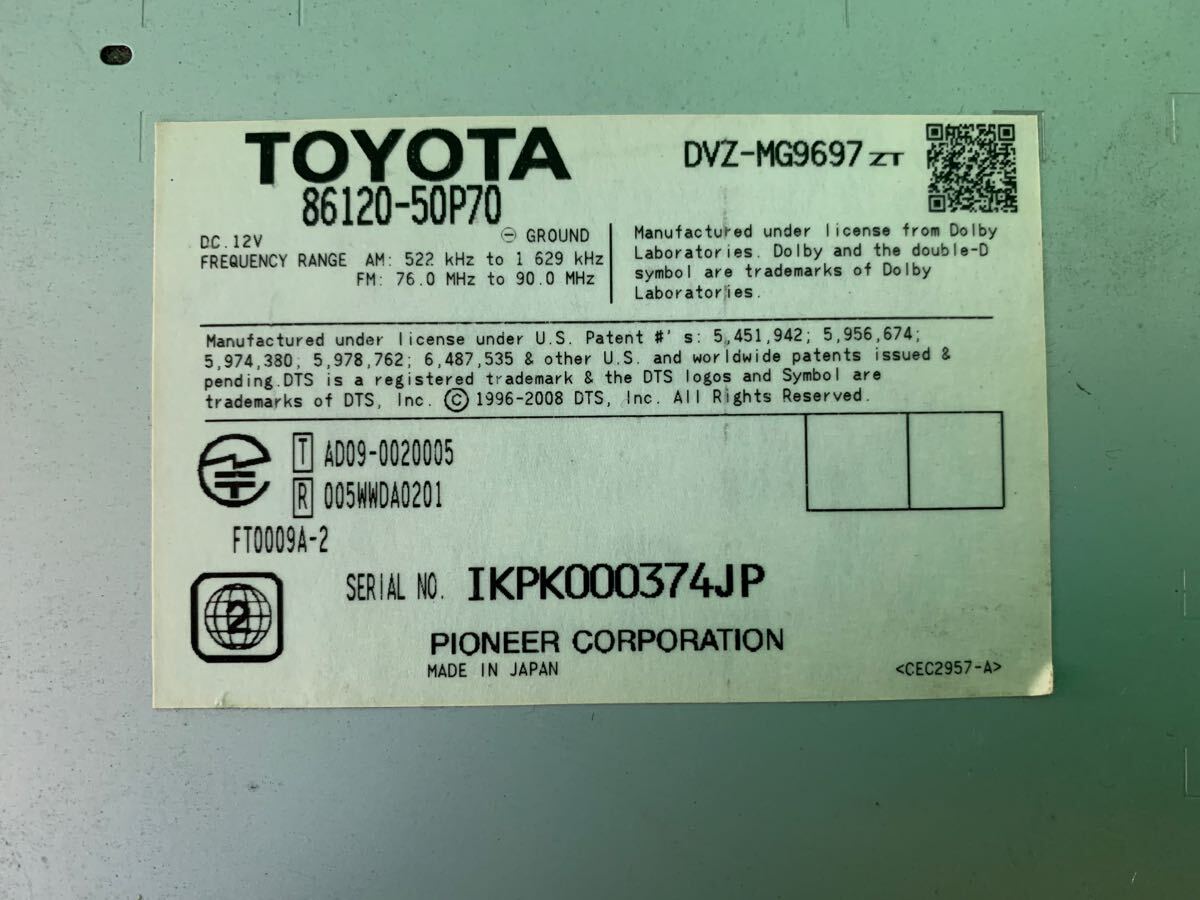 TOYOTA
86120-50P70
DVZ-MG9697 ZT
DC. 12V
⊖ GROUND
FREQUENCY RANGE AM: 522 kHz to 1 629 kHz
FM: 76.0 MHz to 90.0 MHz
Manufactured under license from Dolby
Laboratories. Dolby and the double-D
symbol are trademarks of Dolby
Laboratories.
Manufactured under license under U.S. Patent #'s: 5,451,942; 5,956,674;
5,974,380; 5,978,762; 6,487,535 & other U.S. and worldwide patents issued &
pending. DTS is a registered trademark & the DTS logos and Symbol are
trademarks of DTS, Inc. © 1996-2008 DTS, Inc. All Rights Reserved.
T AD09-0020005
R 005WWDA0201
FT0009A-2
2
SERIAL NO. IKPK000374JP
PIONEER CORPORATION
MADE IN JAPAN
<CEC2957-A>